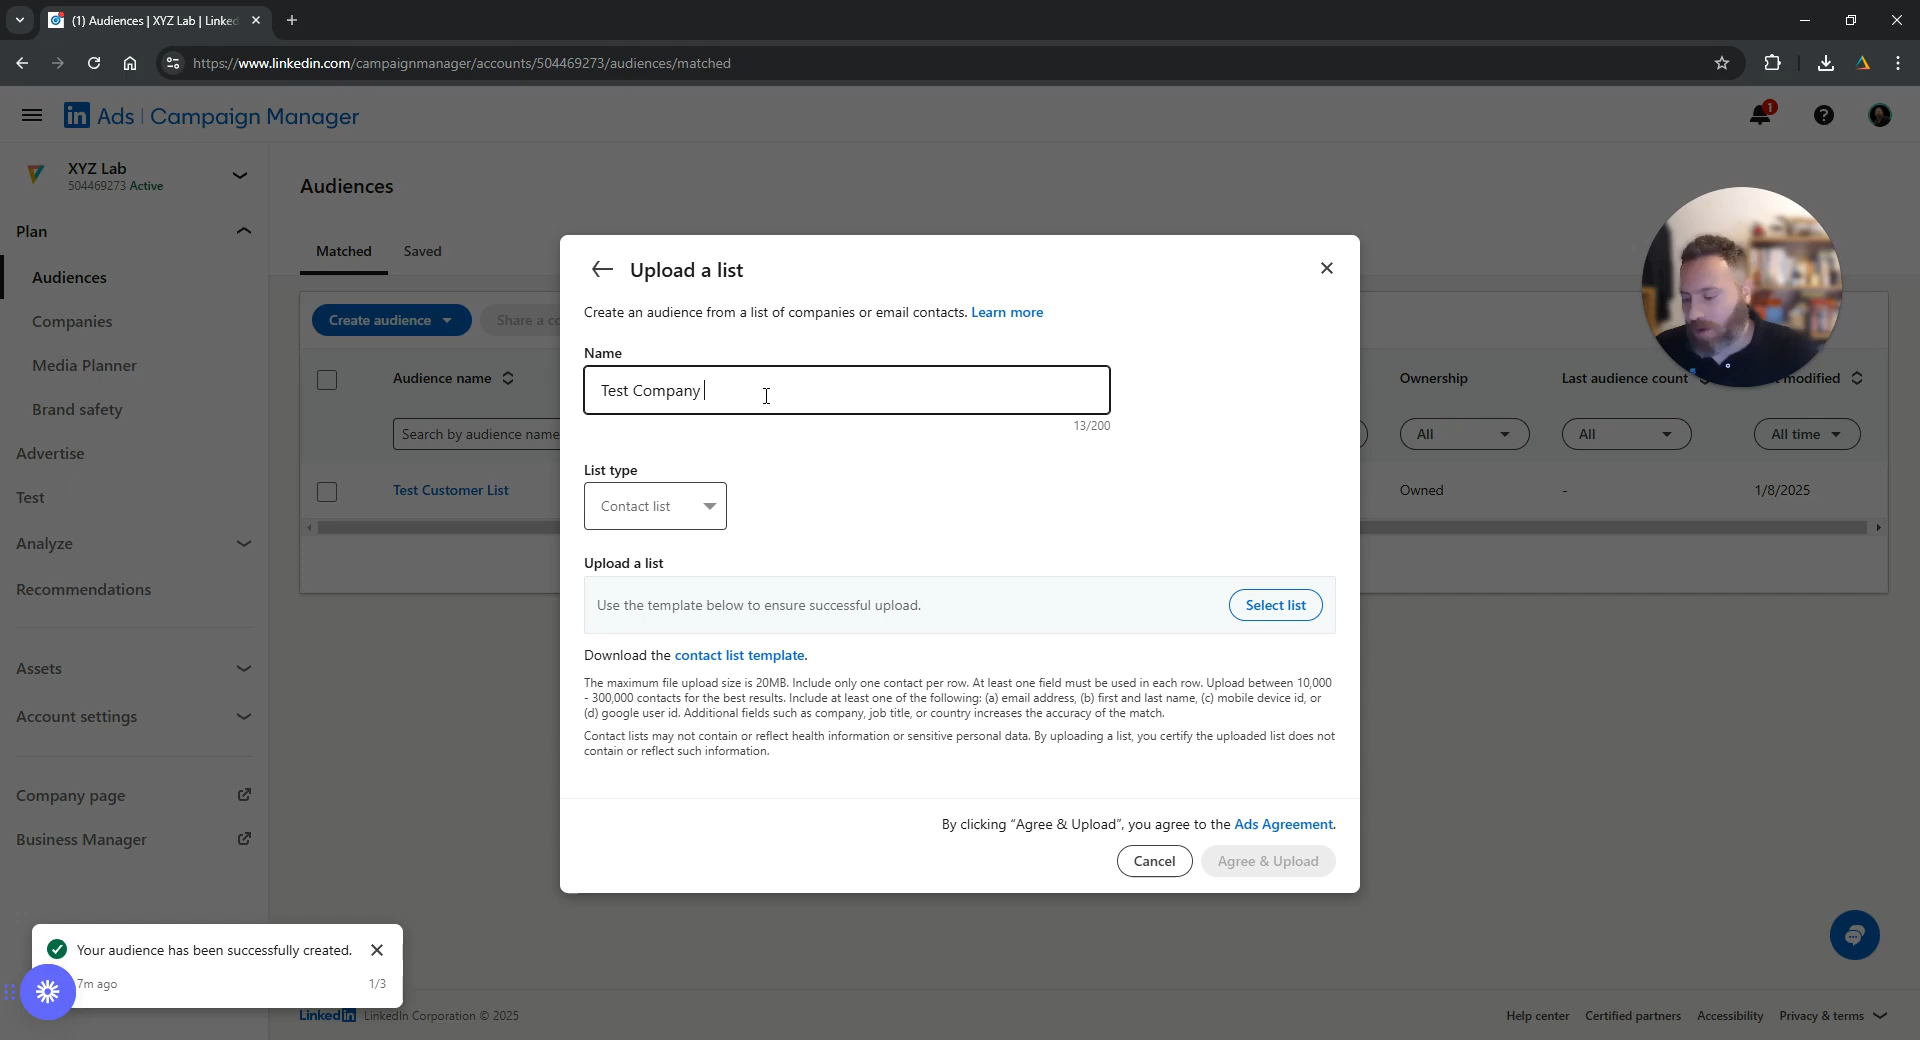 (1) Audiences | XYZ Lab | Linked
https://www.linkedin.com/campaignmanager/accounts/504469273/audiences/matched
in Ads | Campaign Manager
1
XYZ Lab
504469273 Active
Plan
Audiences
Companies
Media Planner
Brand safety
Advertise
Test
Analyze
Recommendations
Assets
Account settings
Company page
Business Manager
Audiences
Matched
Saved
Create audience
Share a co
Audience name
Ownership
Last audience count
modified
Search by audience name
All
All
All time
Test Customer List
Owned
-
1/8/2025
Upload a list
Create an audience from a list of companies or email contacts. Learn more
Name
Test Company
13/200
List type
Contact list
Upload a list
Use the template below to ensure successful upload.
Select list
Download the contact list template.
The maximum file upload size is 20MB. Include only one contact per row. At least one field must be used in each row. Upload between 10,000
- 300,000 contacts for the best results. Include at least one of the following: (a) email address, (b) first and last name, (c) mobile device id, or
(d) google user id. Additional fields such as company, job title, or country increases the accuracy of the match.
Contact lists may not contain or reflect health information or sensitive personal data. By uploading a list, you certify the uploaded list does not
contain or reflect such information.
By clicking “Agree & Upload”, you agree to the Ads Agreement.
Cancel
Agree & Upload
Your audience has been successfully created.
7m ago
1/3
LinkedIn LinkedIn Corporation © 2025
Help center
Certified partners
Accessibility
Privacy & terms